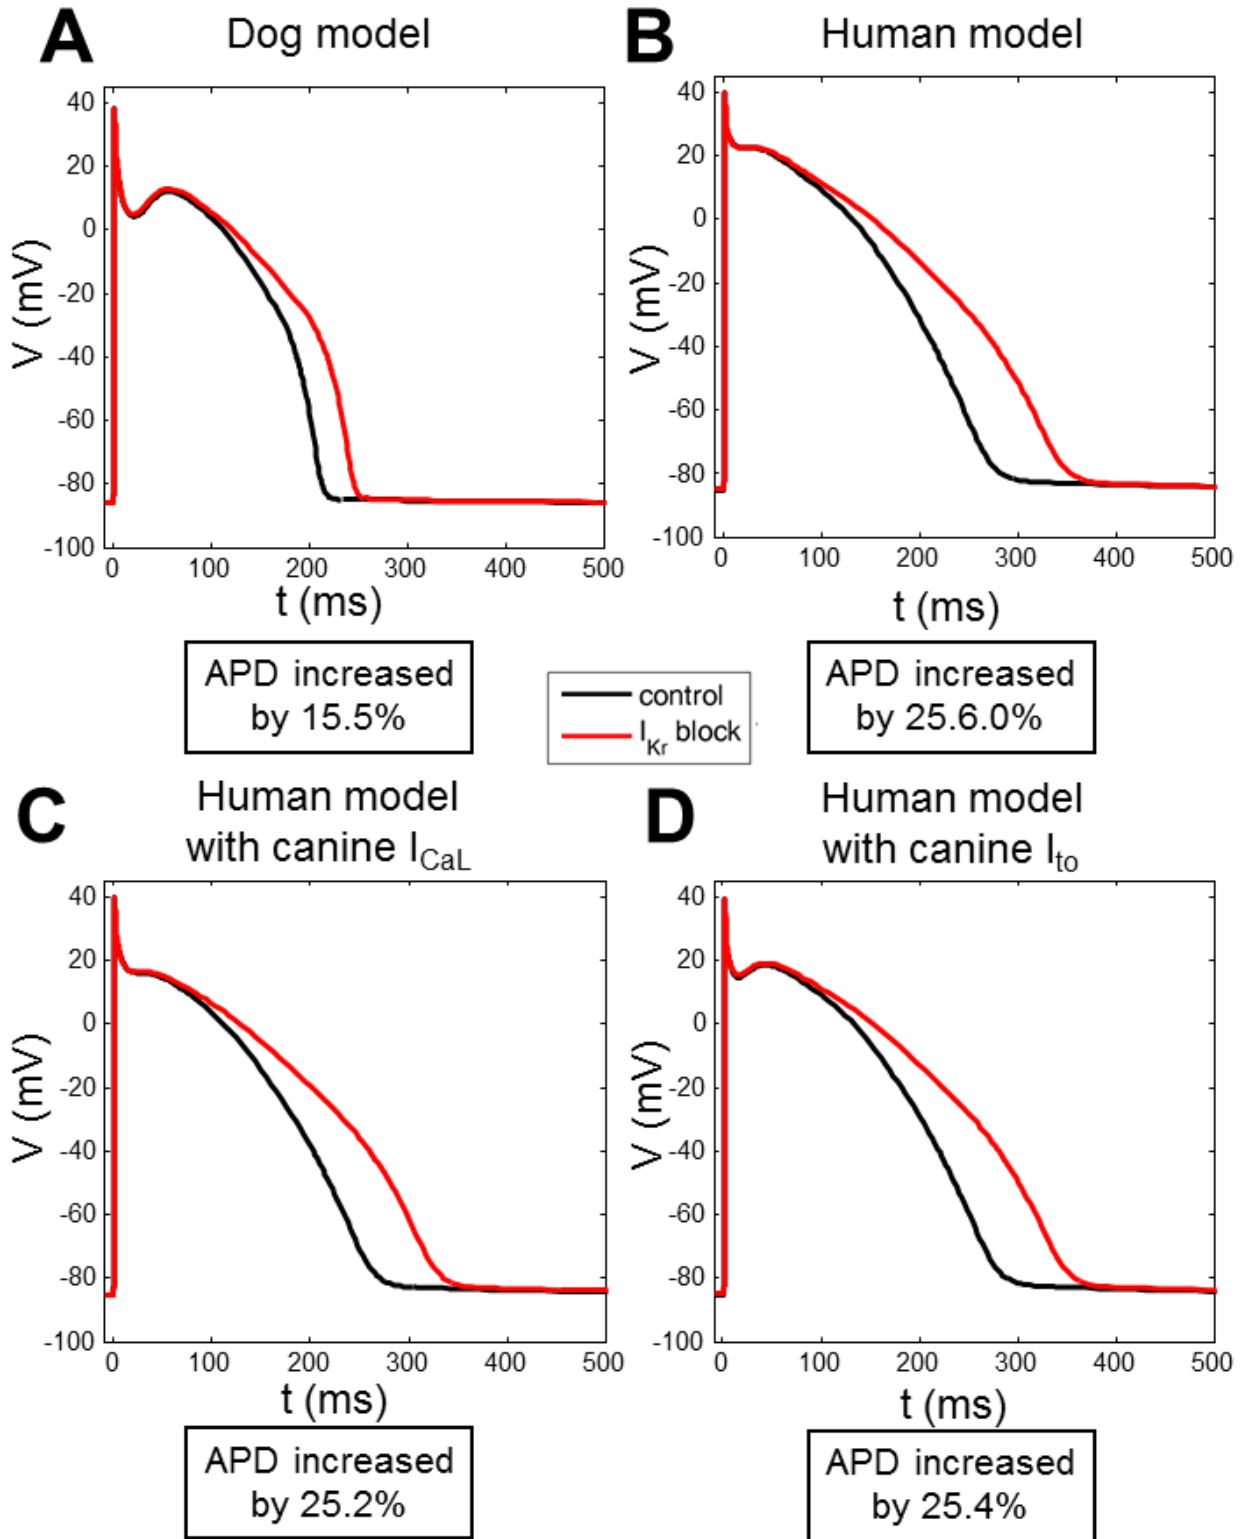 A
Dog model
V (mV)
40
20
0
-20
-40
-60
-80
-100
0 100 200 300 400 500
t (ms)
APD increased
by 15.5%
B
Human model
V (mV)
40
20
0
-20
-40
-60
-80
-100
0 100 200 300 400 500
t (ms)
APD increased
by 25.6.0%
control
I_Kr block
C
Human model
with canine I_CaL
V (mV)
40
20
0
-20
-40
-60
-80
-100
0 100 200 300 400 500
t (ms)
APD increased
by 25.2%
D
Human model
with canine I_to
V (mV)
40
20
0
-20
-40
-60
-80
-100
0 100 200 300 400 500
t (ms)
APD increased
by 25.4%